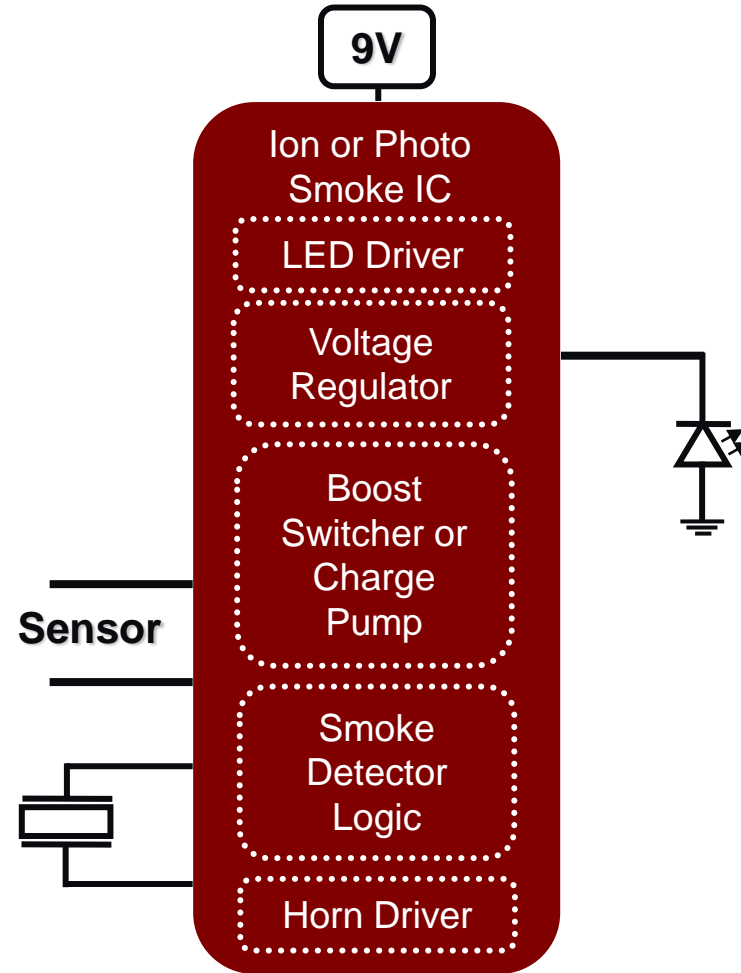 9V
Ion or Photo
Smoke IC
LED Driver
Voltage
Regulator
Boost
Switcher or
Charge
Pump
Sensor
Smoke
Detector
Logic
Horn Driver